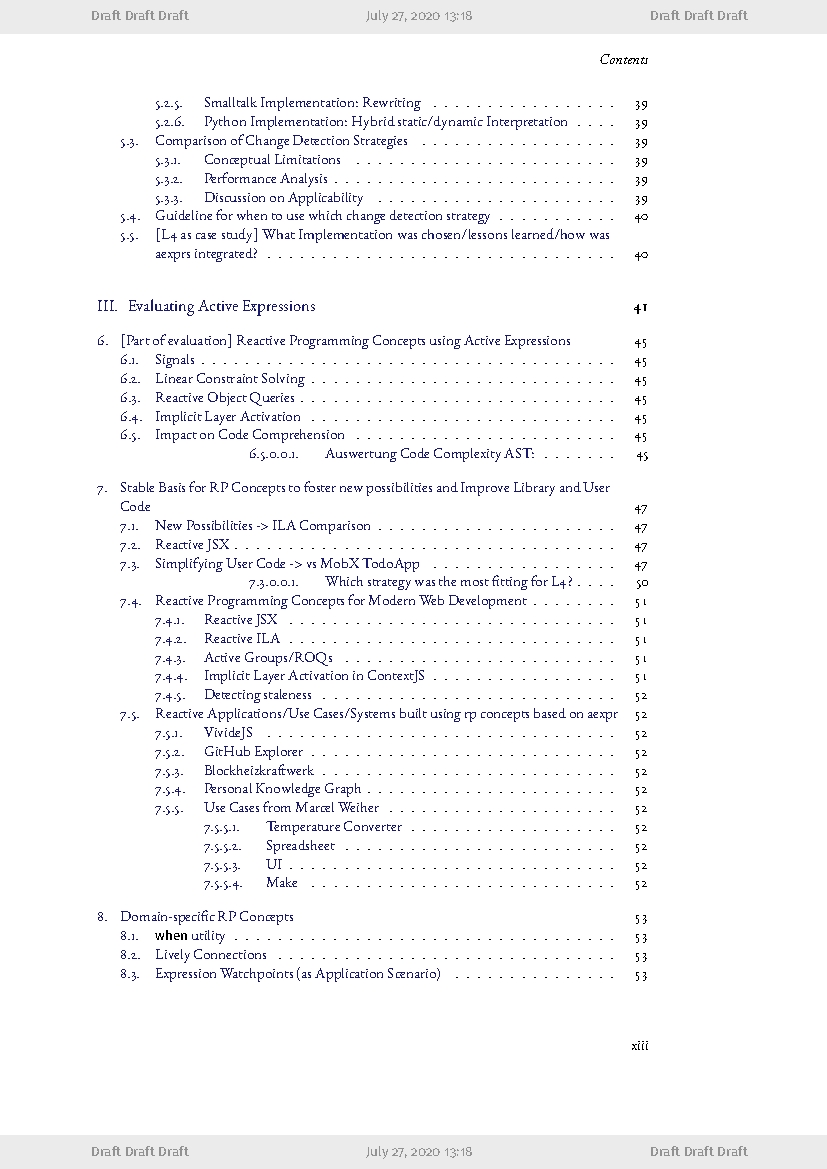 Draft Draft Draft July 27, 2020 13:18 Draft Draft Draft
Contents
5.2.5. Smalltalk Implementation: Rewriting . . . . . . . . . . . . . . . . . 39
5.2.6. Python Implementation: Hybrid static/dynamic Interpretation . . . . 39
5.3. Comparison of Change Detection Strategies . . . . . . . . . . . . . . . . . . 39
5.3.1. Conceptual Limitations . . . . . . . . . . . . . . . . . . . . . . . . 39
5.3.2. Performance Analysis . . . . . . . . . . . . . . . . . . . . . . . . . . 39
5.3.3. Discussion on Applicability . . . . . . . . . . . . . . . . . . . . . . 39
5.4. Guideline for when to use which change detection strategy . . . . . . . . . . . 40
5.5. [L4 as case study] What Implementation was chosen/lessons learned/how was
aexprs integrated? . . . . . . . . . . . . . . . . . . . . . . . . . . . . . . . . 40
III. Evaluating Active Expressions 41
6. [Part of evaluation] Reactive Programming Concepts using Active Expressions 45
6.1. Signals . . . . . . . . . . . . . . . . . . . . . . . . . . . . . . . . . . . . . . 45
6.2. Linear Constraint Solving . . . . . . . . . . . . . . . . . . . . . . . . . . . . 45
6.3. Reactive Object Queries . . . . . . . . . . . . . . . . . . . . . . . . . . . . . 45
6.4. Implicit Layer Activation . . . . . . . . . . . . . . . . . . . . . . . . . . . . 45
6.5. Impact on Code Comprehension . . . . . . . . . . . . . . . . . . . . . . . . 45
6.5.0.0.1. Auswertung Code Complexity AST: . . . . . . . 45
7. Stable Basis for RP Concepts to foster new possibilities and Improve Library and User
Code 47
7.1. New Possibilities -> ILA Comparison . . . . . . . . . . . . . . . . . . . . . . 47
7.2. Reactive JSX . . . . . . . . . . . . . . . . . . . . . . . . . . . . . . . . . . . 47
7.3. Simplifying User Code -> vs MobX TodoApp . . . . . . . . . . . . . . . . . 47
7.3.0.0.1. Which strategy was the most fitting for L4? . . . . 50
7.4. Reactive Programming Concepts for Modern Web Development . . . . . . . . 51
7.4.1. Reactive JSX . . . . . . . . . . . . . . . . . . . . . . . . . . . . . . 51
7.4.2. Reactive ILA . . . . . . . . . . . . . . . . . . . . . . . . . . . . . . 51
7.4.3. Active Groups/ROQs . . . . . . . . . . . . . . . . . . . . . . . . . 51
7.4.4. Implicit Layer Activation in ContextJS . . . . . . . . . . . . . . . . . 51
7.4.5. Detecting staleness . . . . . . . . . . . . . . . . . . . . . . . . . . . 52
7.5. Reactive Applications/Use Cases/Systems built using rp concepts based on aexpr 52
7.5.1. VivideJS . . . . . . . . . . . . . . . . . . . . . . . . . . . . . . . . 52
7.5.2. GitHub Explorer . . . . . . . . . . . . . . . . . . . . . . . . . . . . 52
7.5.3. Blockheizkraftwerk . . . . . . . . . . . . . . . . . . . . . . . . . . . 52
7.5.4. Personal Knowledge Graph . . . . . . . . . . . . . . . . . . . . . . . 52
7.5.5. Use Cases from Marcel Weiher . . . . . . . . . . . . . . . . . . . . . 52
7.5.5.1. Temperature Converter . . . . . . . . . . . . . . . . . . . 52
7.5.5.2. Spreadsheet . . . . . . . . . . . . . . . . . . . . . . . . . 52
7.5.5.3. UI . . . . . . . . . . . . . . . . . . . . . . . . . . . . . . 52
7.5.5.4. Make . . . . . . . . . . . . . . . . . . . . . . . . . . . . 52
8. Domain-specific RP Concepts 53
8.1. when utility . . . . . . . . . . . . . . . . . . . . . . . . . . . . . . . . . . . 53
8.2. Lively Connections . . . . . . . . . . . . . . . . . . . . . . . . . . . . . . . 53
8.3. Expression Watchpoints (as Application Scenario) . . . . . . . . . . . . . . . 53
xiii
Draft Draft Draft July 27, 2020 13:18 Draft Draft Draft